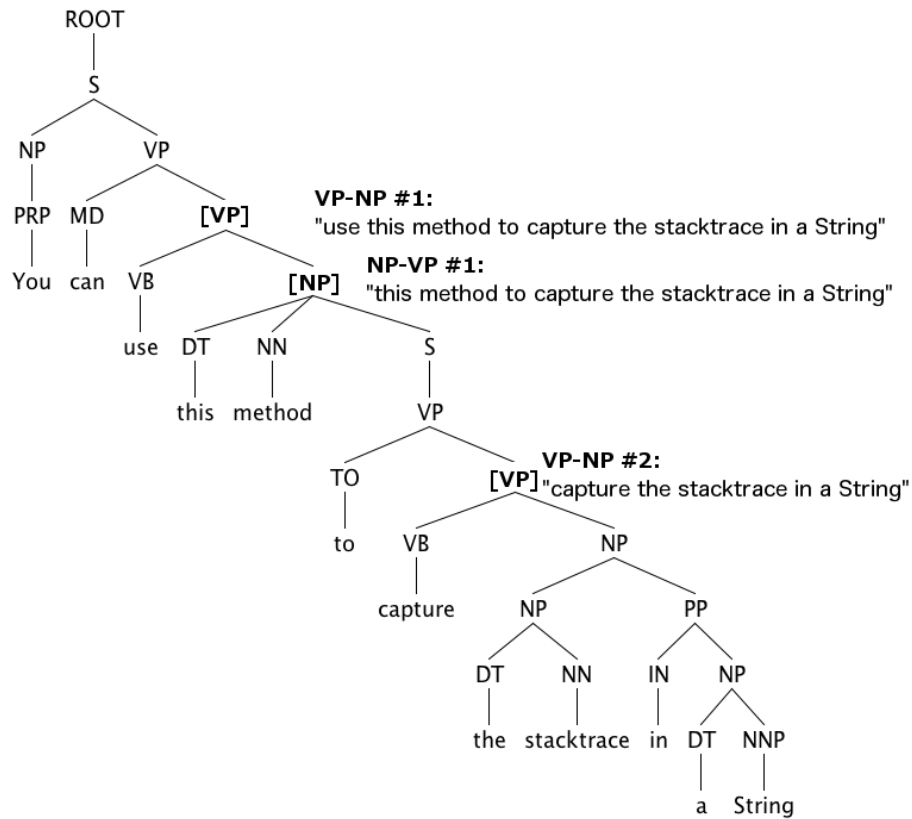 ROOT
S
NP VP
VP-NP #1:
PRP MD [VP]
"use this method to capture the stacktrace in a String"
NP-VP #1:
You can VB [NP] "this method to capture the stacktrace in a String"
use DT NN S
this method VP
VP-NP #2:
TO [VP] "capture the stacktrace in a String"
to VB NP
capture NP PP
DT NN IN NP
the stacktrace in DT NNP
a String